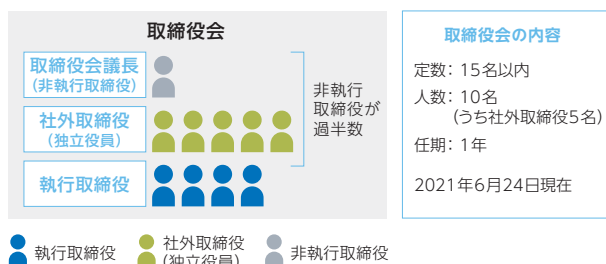 取締役会
取締役会議長
(非執行取締役)
社外取締役
(独立役員)
執行取締役
非執行
取締役が
過半数
取締役会の内容
定数：15名以内
人数：10名
(うち社外取締役5名)
任期：1年
2021年6月24日現在
執行取締役
社外取締役
(独立役員)
非執行取締役